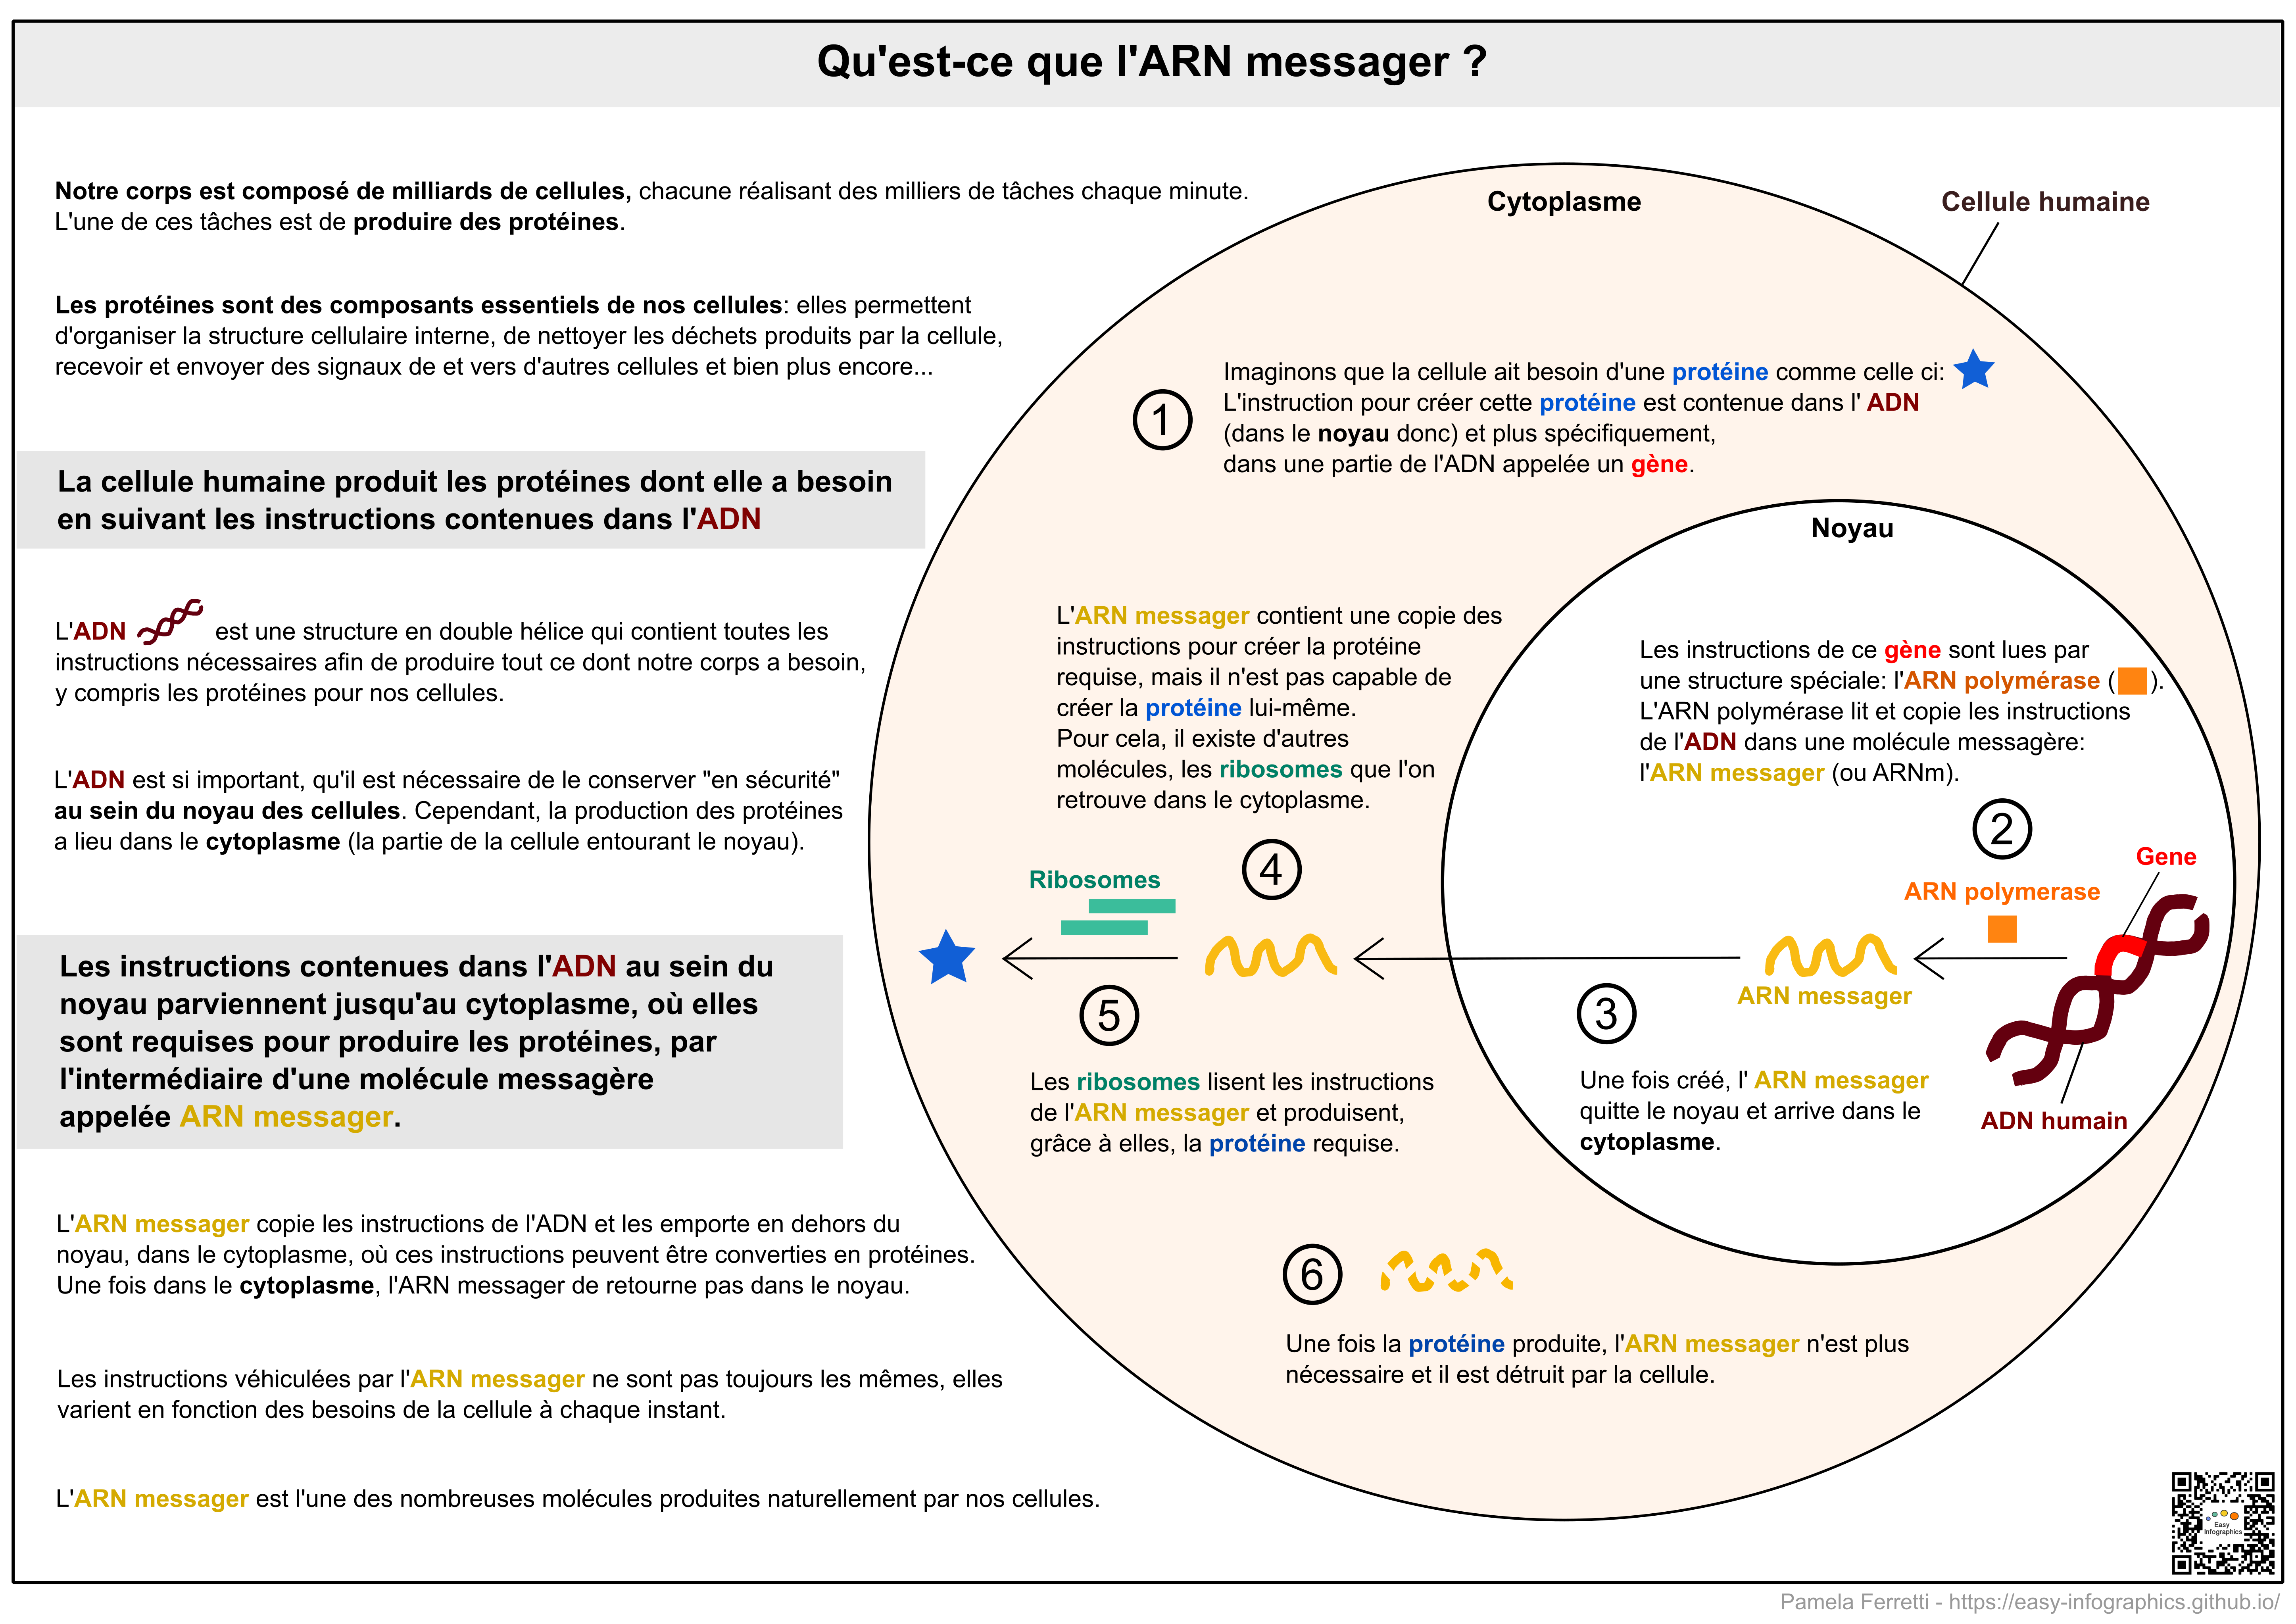 Qu'est-ce que l'ARN messager ?
Notre corps est composé de milliards de cellules, chacune réalisant des milliers de tâches chaque minute.
L'une de ces tâches est de produire des protéines.
Les protéines sont des composants essentiels de nos cellules: elles permettent
d'organiser la structure cellulaire interne, de nettoyer les déchets produits par la cellule,
recevoir et envoyer des signaux de et vers d'autres cellules et bien plus encore...
La cellule humaine produit les protéines dont elle a besoin
en suivant les instructions contenues dans l'ADN
L'ADN est une structure en double hélice qui contient toutes les
instructions nécessaires afin de produire tout ce dont notre corps a besoin,
y compris les protéines pour nos cellules.
L'ADN est si important, qu'il est nécessaire de le conserver "en sécurité"
au sein du noyau des cellules. Cependant, la production des protéines
a lieu dans le cytoplasme (la partie de la cellule entourant le noyau).
Les instructions contenues dans l'ADN au sein du
noyau parviennent jusqu'au cytoplasme, où elles
sont requises pour produire les protéines, par
l'intermédiaire d'une molécule messagère
appelée ARN messager.
L'ARN messager copie les instructions de l'ADN et les emporte en dehors du
noyau, dans le cytoplasme, où ces instructions peuvent être converties en protéines.
Une fois dans le cytoplasme, l'ARN messager de retourne pas dans le noyau.
Les instructions véhiculées par l'ARN messager ne sont pas toujours les mêmes, elles
varient en fonction des besoins de la cellule à chaque instant.
L'ARN messager est l'une des nombreuses molécules produites naturellement par nos cellules.
Cytoplasme
Cellule humaine
1
Imaginons que la cellule ait besoin d'une protéine comme celle ci:
L'instruction pour créer cette protéine est contenue dans l' ADN
(dans le noyau donc) et plus spécifiquement,
dans une partie de l'ADN appelée un gène.
Noyau
Les instructions de ce gène sont lues par
une structure spéciale: l'ARN polymérase ( ).
L'ARN polymérase lit et copie les instructions
de l'ADN dans une molécule messagère:
l'ARN messager (ou ARNm).
2
Gene
ARN polymerase
ARN messager
ADN humain
3
Une fois créé, l' ARN messager
quitte le noyau et arrive dans le
cytoplasme.
L'ARN messager contient une copie des
instructions pour créer la protéine
requise, mais il n'est pas capable de
créer la protéine lui-même.
Pour cela, il existe d'autres
molécules, les ribosomes que l'on
retrouve dans le cytoplasme.
4
Ribosomes
5
Les ribosomes lisent les instructions
de l'ARN messager et produisent,
grâce à elles, la protéine requise.
6
Une fois la protéine produite, l'ARN messager n'est plus
nécessaire et il est détruit par la cellule.
Easy
Infographics
Pamela Ferretti - https://easy-infographics.github.io/